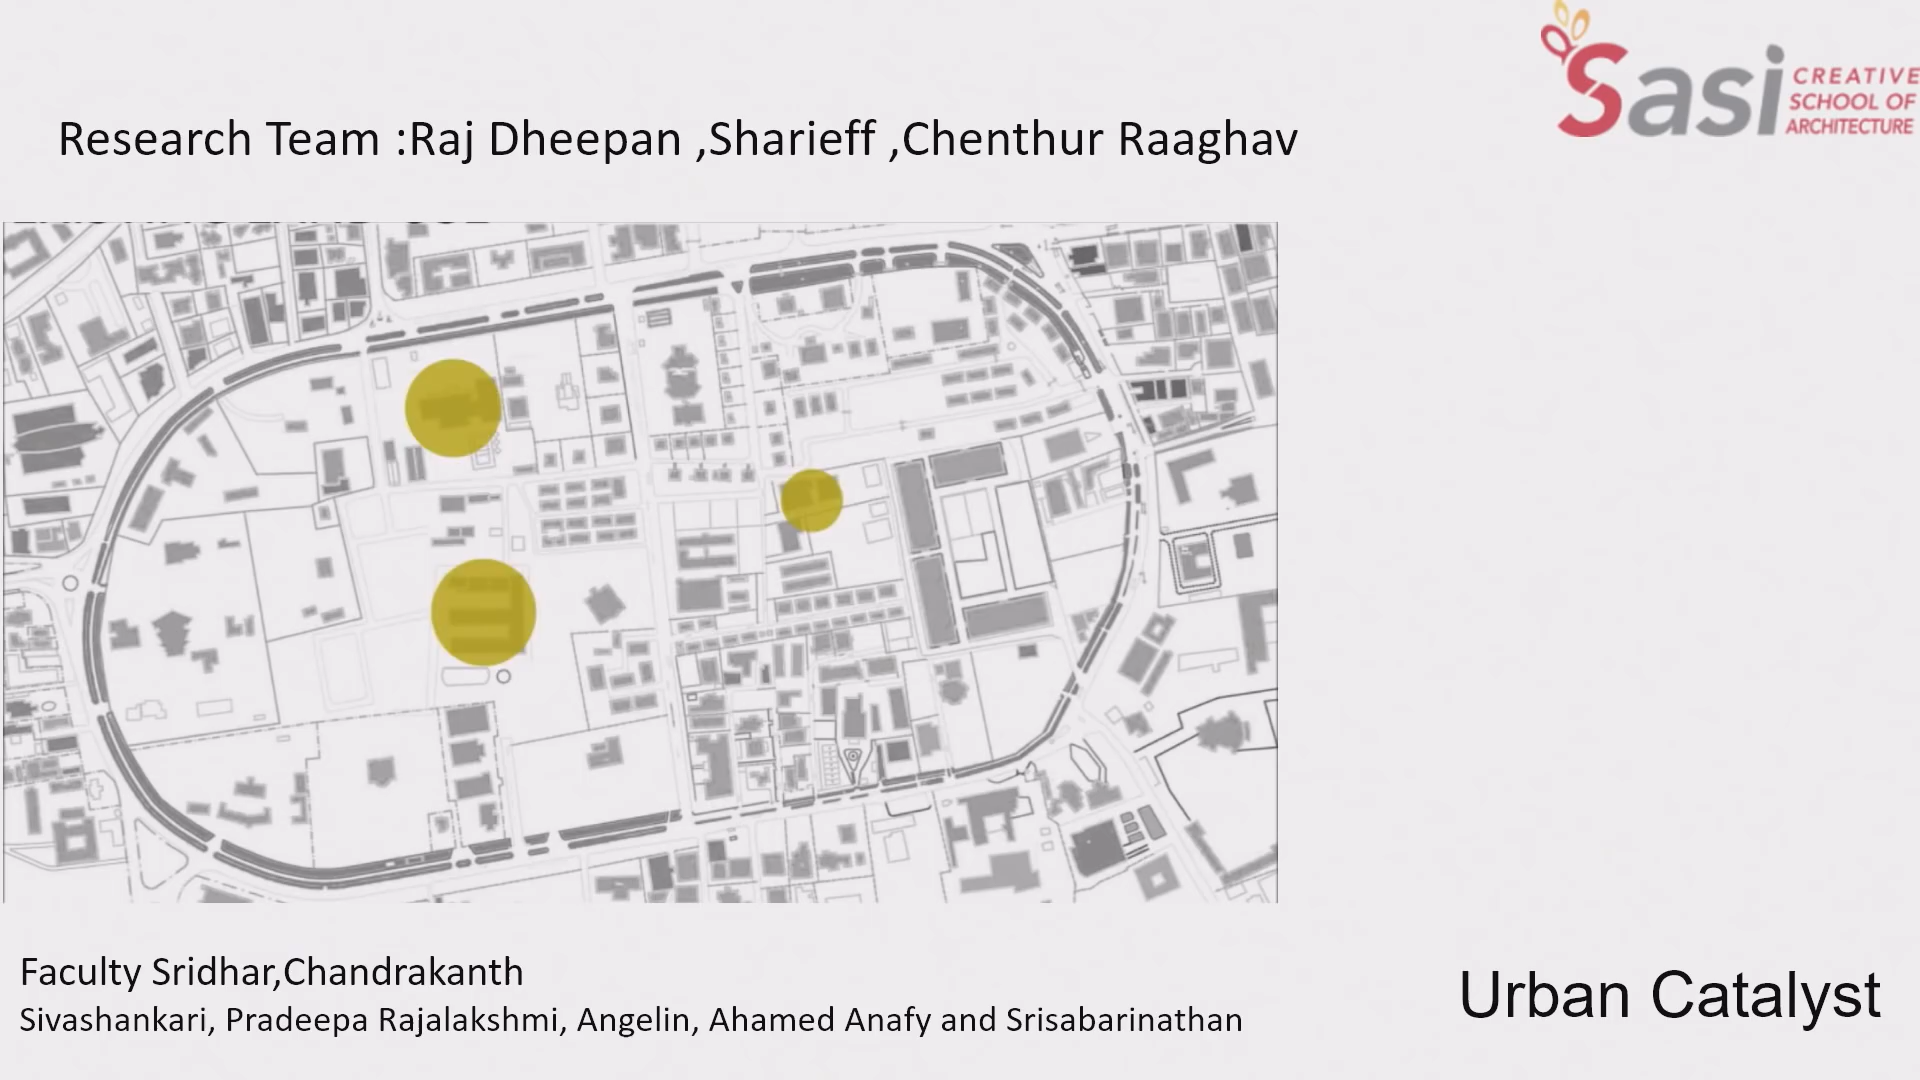 Sasi CREATIVE
SCHOOL OF
ARCHITECTURE
Research Team :Raj Dheepan ,Sharieff ,Chenthur Raaghav
Faculty Sridhar,Chandrakanth
Sivashankari, Pradeepa Rajalakshmi, Angelin, Ahamed Anafy and Srisabarinathan
Urban Catalyst